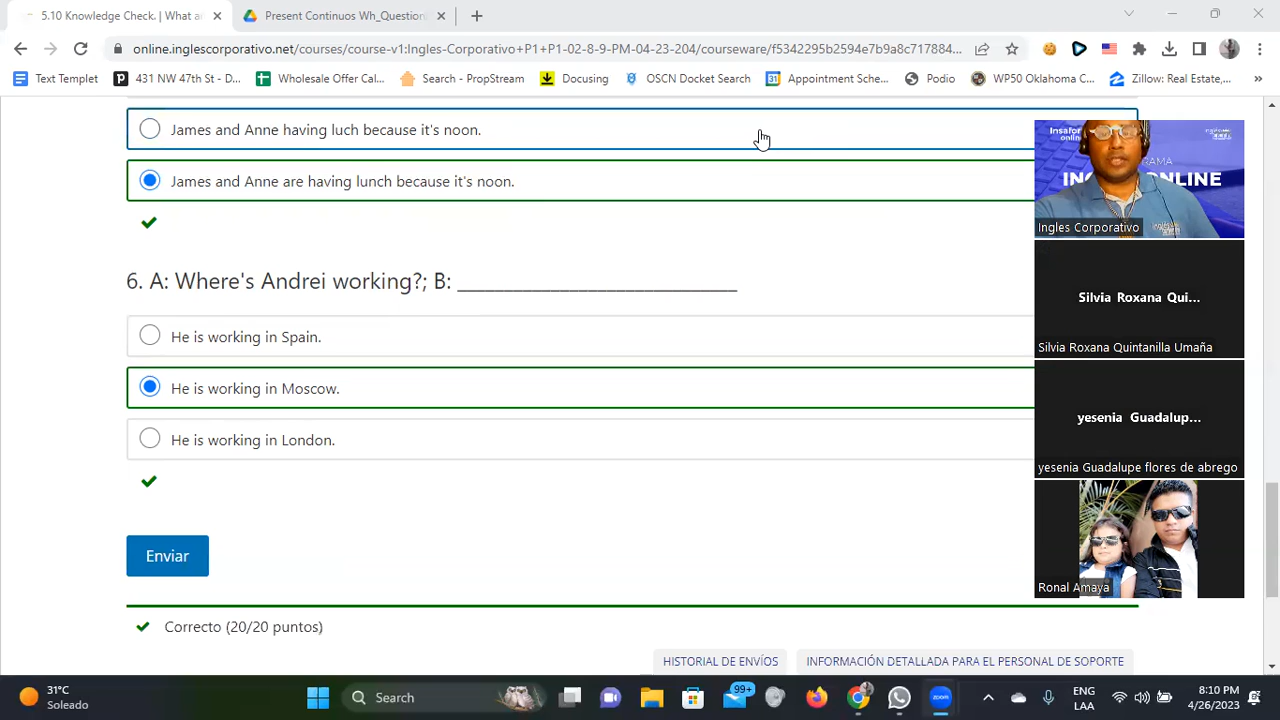 5.10 Knowledge Check. | What a
Present Continuos Wh_Question
online.inglescorporativo.net/courses/course-v1:Ingles-Corporativo+P1+P1-02-8-9-PM-04-23-204/courseware/f5342295b2594e7b9a8c717884...
Text Templet
431 NW 47th St - D...
Wholesale Offer Cal...
Search - PropStream
Docusing
OSCN Docket Search
Appointment Sche...
Podio
WP50 Oklahoma C...
Zillow: Real Estate,...
James and Anne having luch because it's noon.
James and Anne are having lunch because it's noon.
6. A: Where's Andrei working?; B: ____________________________
He is working in Spain.
He is working in Moscow.
He is working in London.
Enviar
Correcto (20/20 puntos)
HISTORIAL DE ENVÍOS
INFORMACIÓN DETALLADA PARA EL PERSONAL DE SOPORTE
Ingles Corporativo
Silvia Roxana Qui...
Silvia Roxana Quintanilla Umaña
yesenia Guadalup...
yesenia Guadalupe flores de abrego
Ronal Amaya
31°C
Soleado
Search
99+
ENG
LAA
8:10 PM
4/26/2023